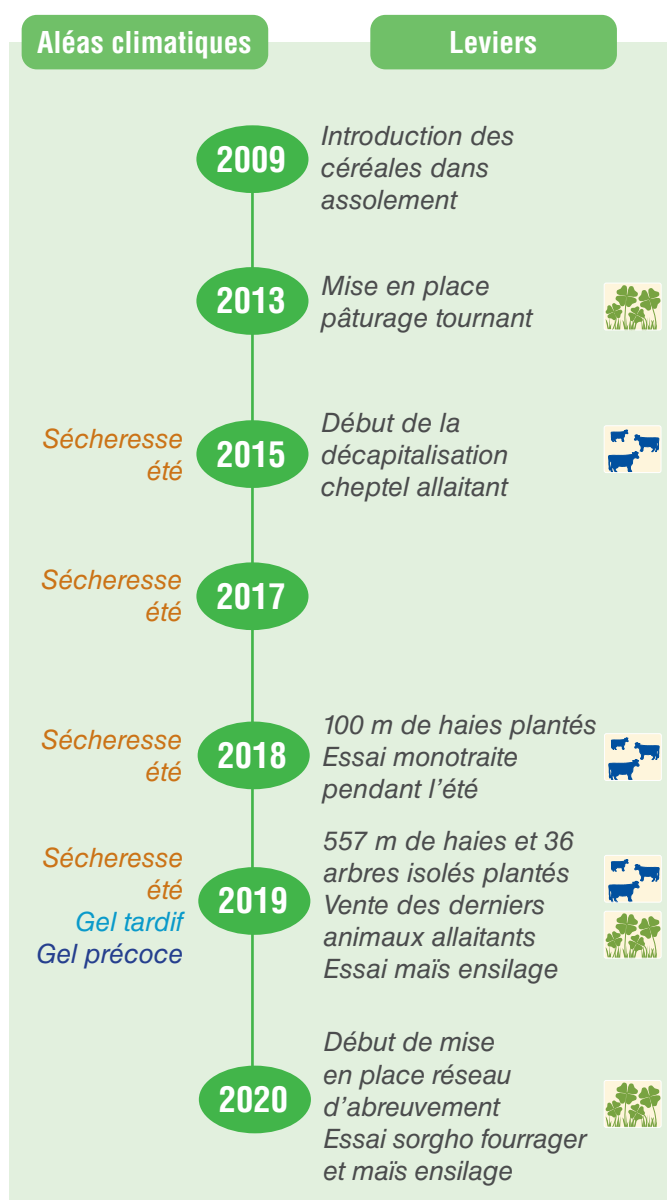 Aléas climatiques
Leviers
2009
Introduction des
céréales dans
assolement
2013
Mise en place
pâturage tournant
Sécheresse
été
2015
Début de la
décapitalisation
cheptel allaitant
Sécheresse
été
2017
Sécheresse
été
2018
100 m de haies plantés
Essai monotraite
pendant l’été
Sécheresse
été
Gel tardif
Gel précoce
2019
557 m de haies et 36
arbres isolés plantés
Vente des derniers
animaux allaitants
Essai maïs ensilage
2020
Début de mise
en place réseau
d’abreuvement
Essai sorgho fourrager
et maïs ensilage